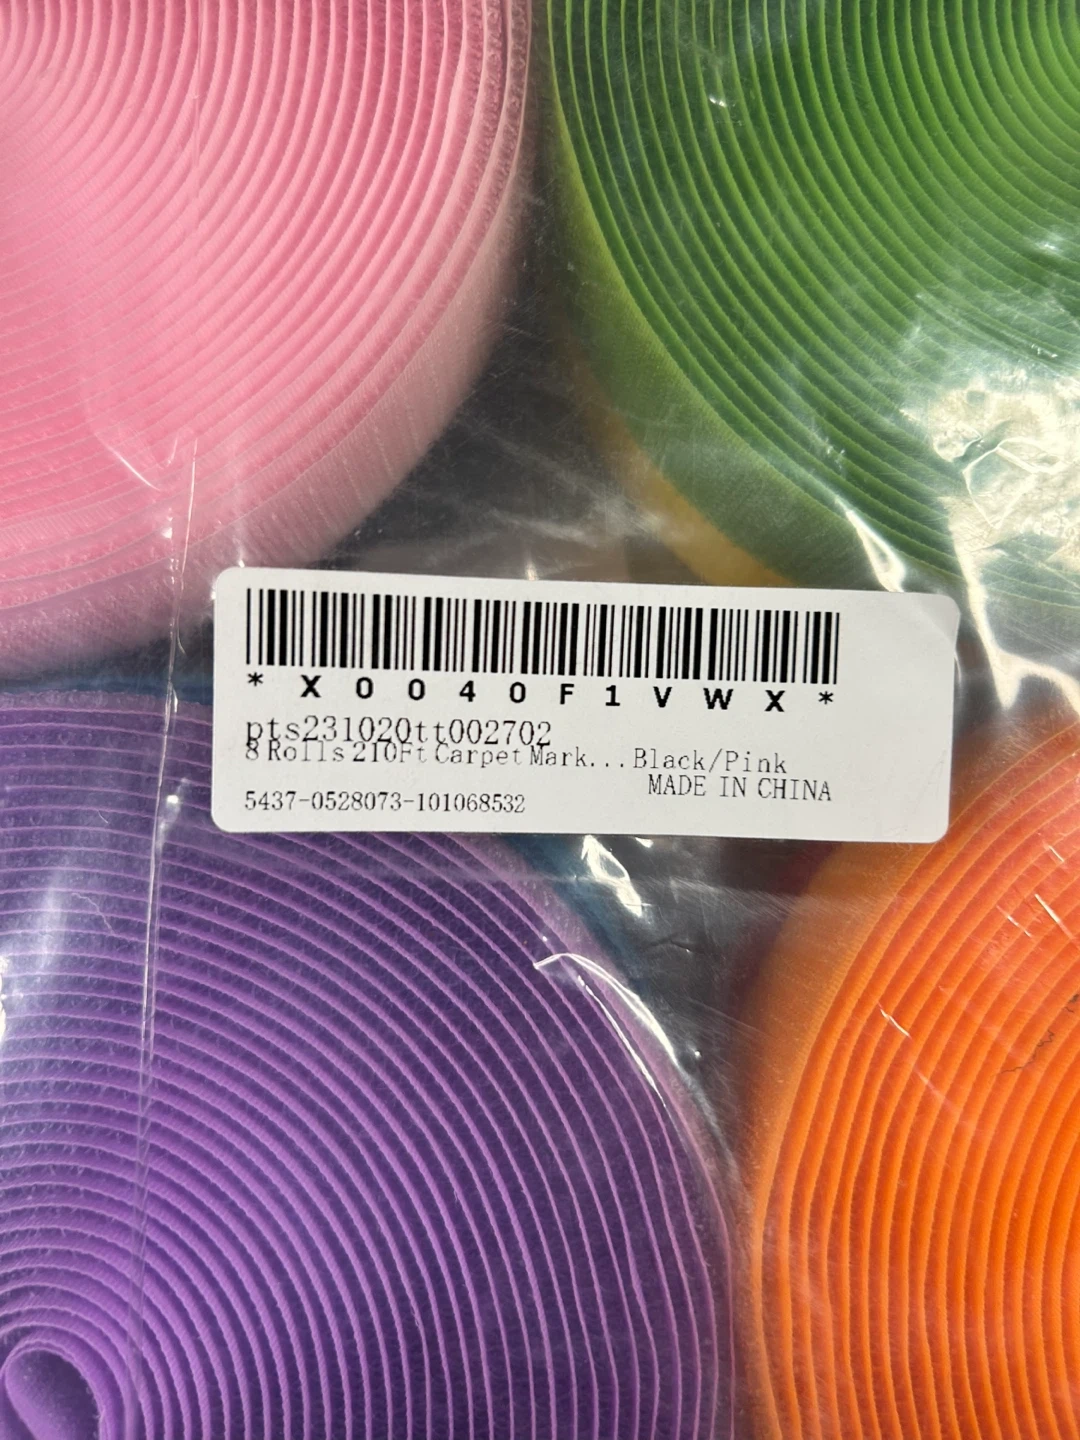 * X 0 0 4 0 F 1 V W X *
pts231020tt002702
8 Rolls 210Ft Carpet Mark...Black/Pink
MADE IN CHINA
5437-0528073-101068532